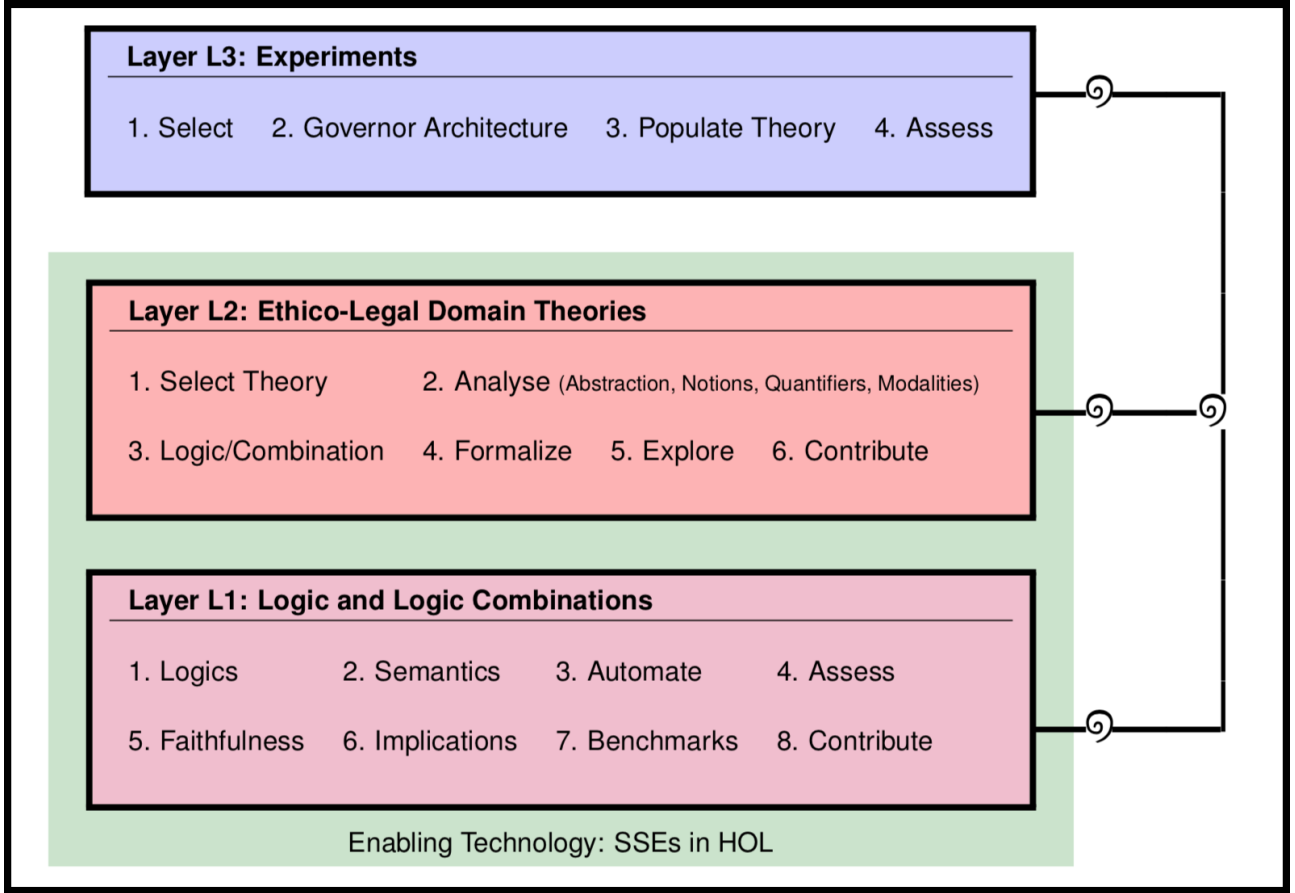 Layer L3: Experiments
1. Select 2. Governor Architecture 3. Populate Theory 4. Assess
Layer L2: Ethico-Legal Domain Theories
1. Select Theory 2. Analyse (Abstraction, Notions, Quantifiers, Modalities)
3. Logic/Combination 4. Formalize 5. Explore 6. Contribute
Layer L1: Logic and Logic Combinations
1. Logics 2. Semantics 3. Automate 4. Assess
5. Faithfulness 6. Implications 7. Benchmarks 8. Contribute
Enabling Technology: SSEs in HOL